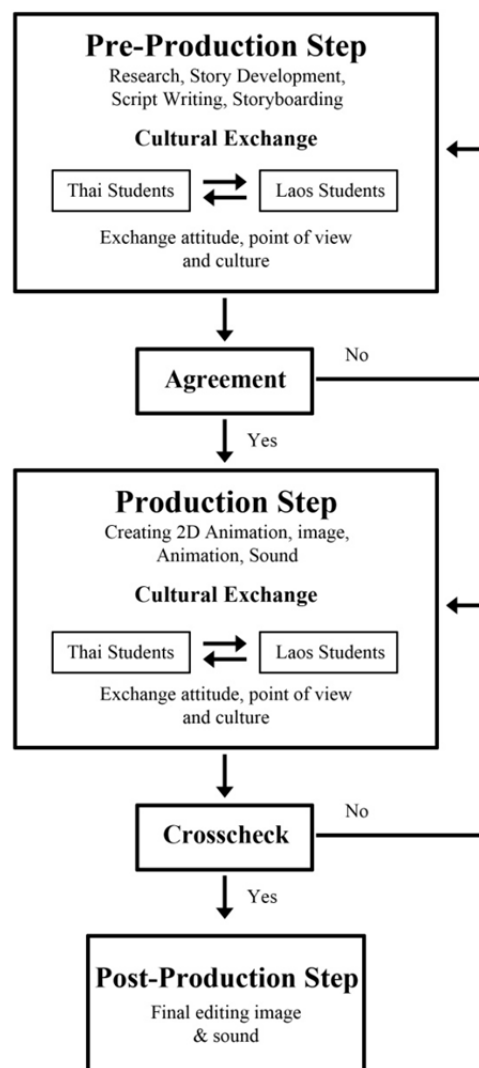 Pre-Production Step
Research, Story Development,
Script Writing, Storyboarding
Cultural Exchange
Thai Students
Laos Students
Exchange attitude, point of view
and culture
No
Agreement
Yes
Production Step
Creating 2D Animation, image,
Animation, Sound
Cultural Exchange
Thai Students
Laos Students
Exchange attitude, point of view
and culture
No
Crosscheck
Yes
Post-Production Step
Final editing image
& sound